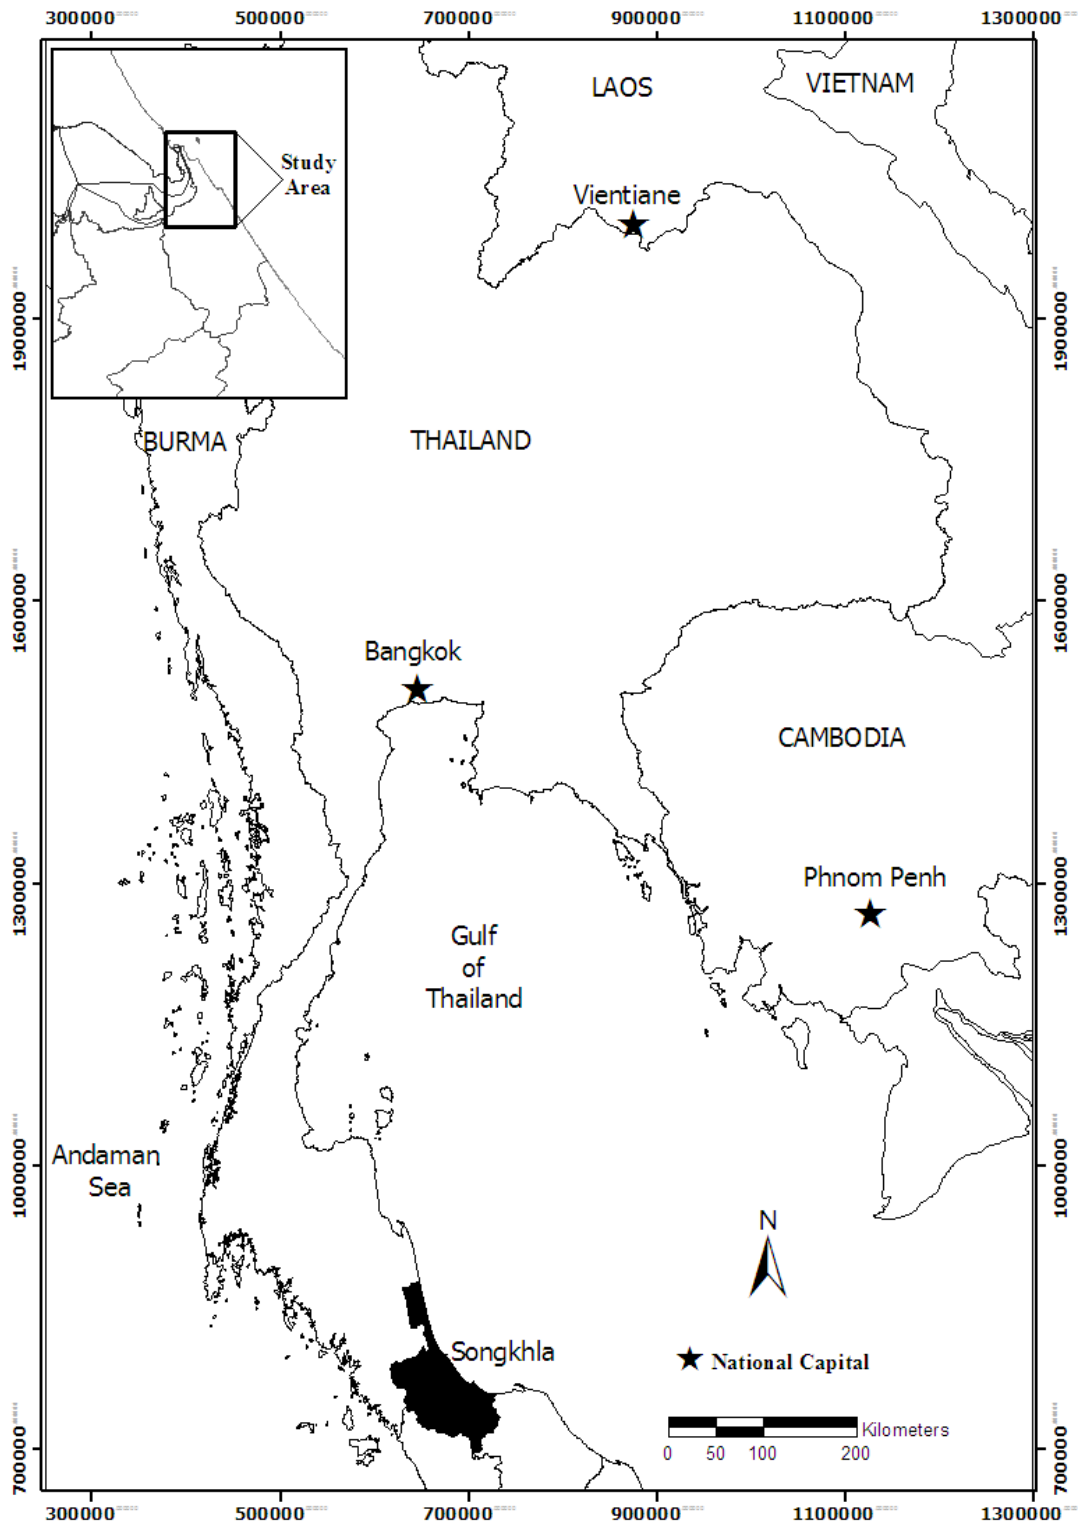 300000 500000 700000 900000 1100000 1300000
LAOS
VIETNAM
Study
Area
Vientiane
1900000
1900000
BURMA
THAILAND
1600000
1600000
Bangkok
CAMBODIA
1300000
1300000
Phnom Penh
Gulf
of
Thailand
Andaman
Sea
1000000
1000000
N
Songkhla
National Capital
Kilometers
0 50 100 200
700000
700000
300000 500000 700000 900000 1100000 1300000